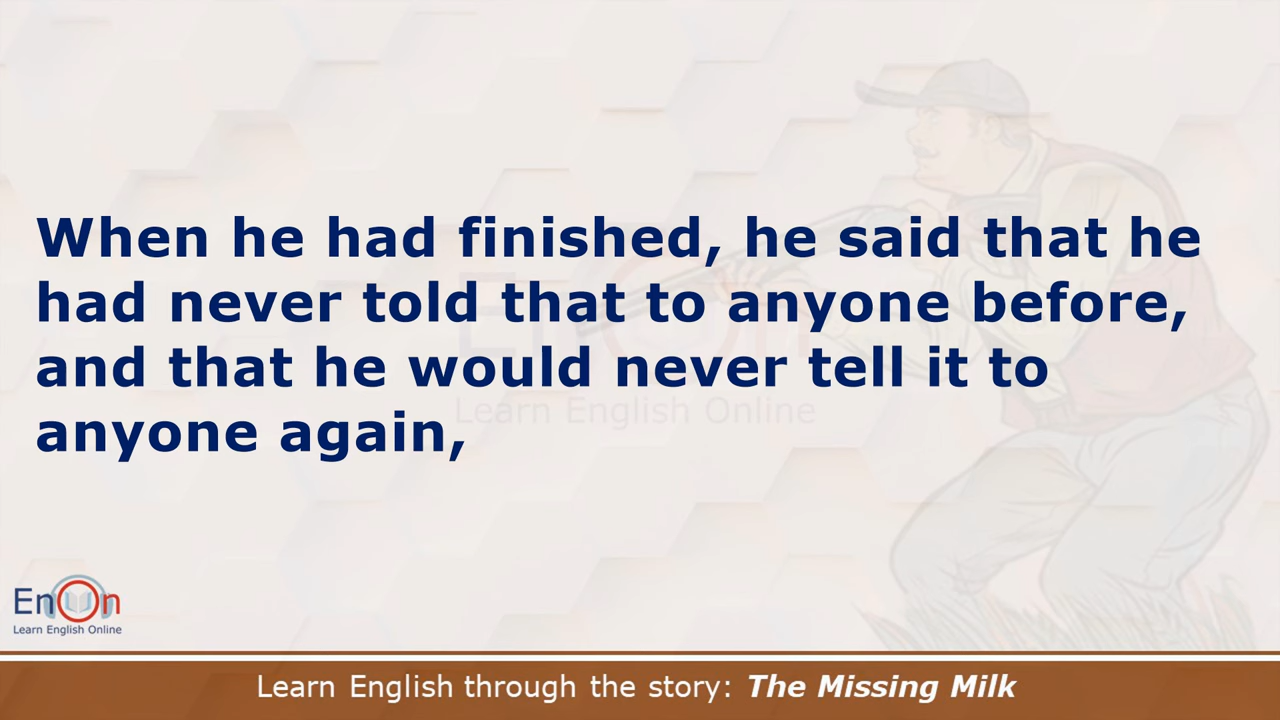 When he had finished, he said that he
had never told that to anyone before,
and that he would never tell it to
anyone again,
Learn English Online
EnOn
Learn English Online
Learn English through the story: The Missing Milk